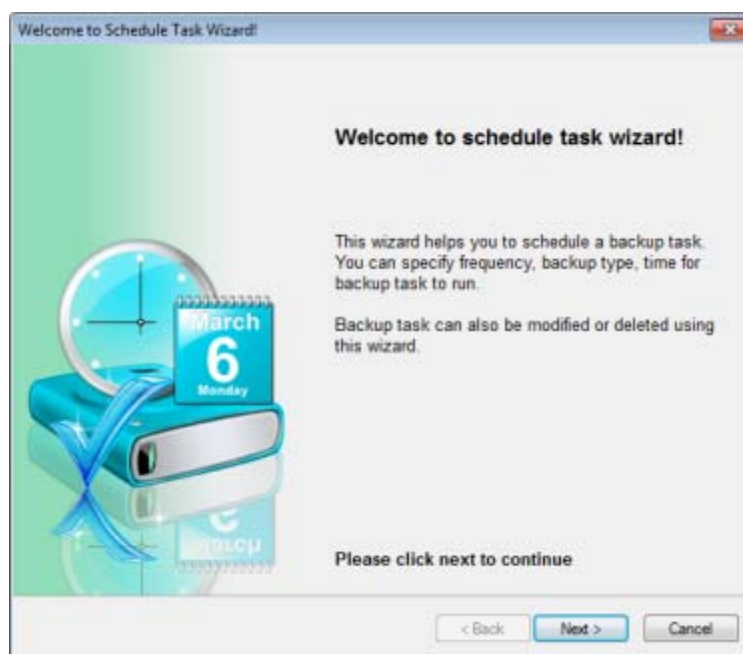 Welcome to Schedule Task Wizard!
Welcome to schedule task wizard!
This wizard helps you to schedule a backup task.
You can specify frequency, backup type, time for
backup task to run.
Backup task can also be modified or deleted using
this wizard.
March
6
Monday
Please click next to continue
< Back
Next >
Cancel